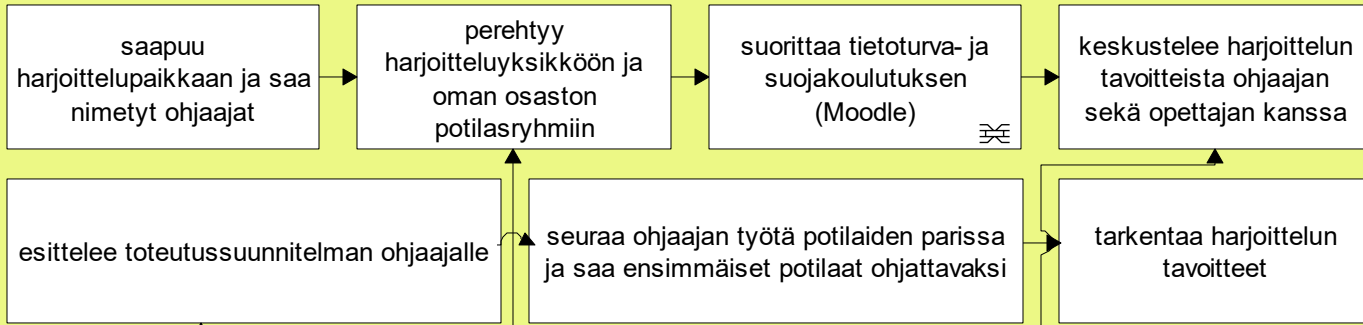 saapuu
harjoittelupaikkaan ja saa
nimetyt ohjaajat
perehtyy
harjoitteluyksikköön ja
oman osaston
potilasryhmiin
suorittaa tietoturva- ja
suojakoulutuksen
(Moodle)
keskustelee harjoittelun
tavoitteista ohjaajan
sekä opettajan kanssa
esittelee toteutussuunnitelman ohjaajalle
seuraa ohjaajan työtä potilaiden parissa
ja saa ensimmäiset potilaat ohjattavaksi
tarkentaa harjoittelun
tavoitteet